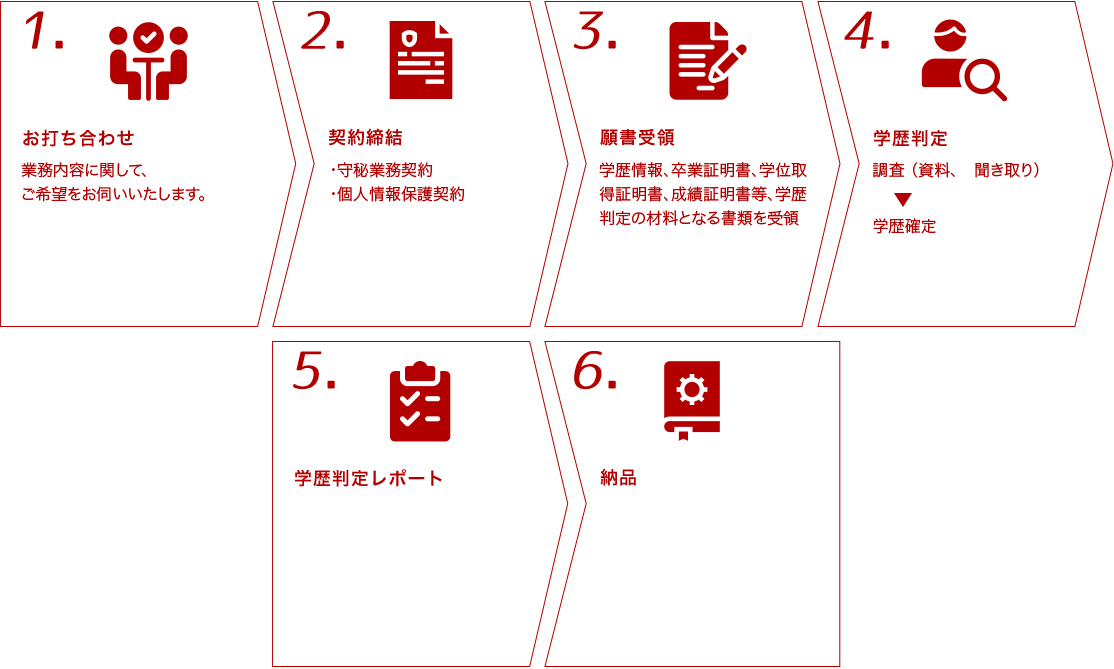 1.
お打ち合わせ
業務内容に関して、
ご希望をお伺いいたします。
2.
契約締結
・守秘業務契約
・個人情報保護契約
3.
願書受領
学歴情報、卒業証明書、学位取
得証明書、成績証明書等、学歴
判定の材料となる書類を受領
4.
学歴判定
調査（資料、　聞き取り）
▼
学歴確定
5.
学歴判定レポート
6.
納品